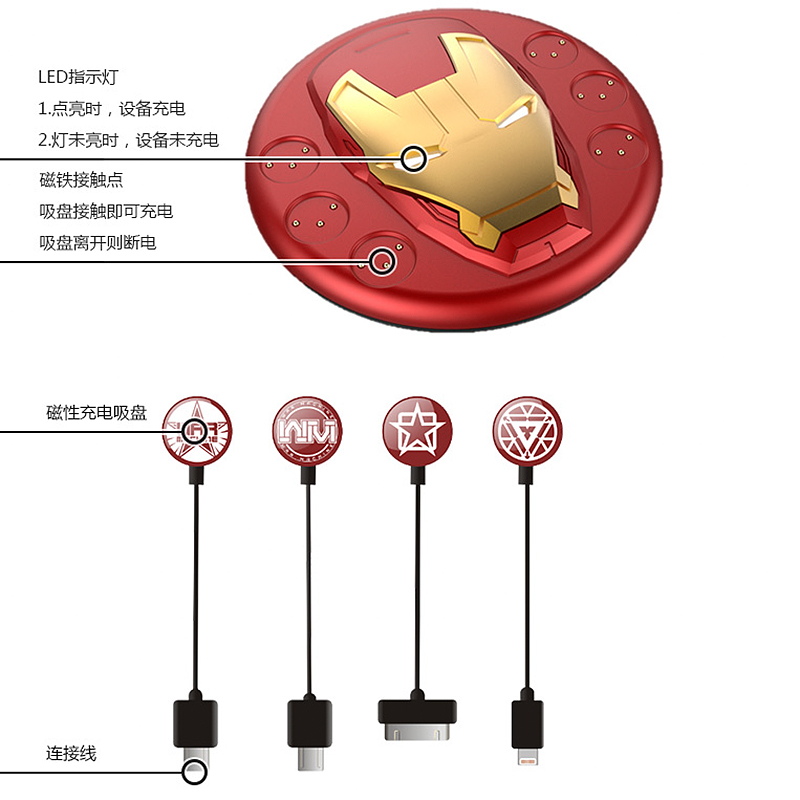 LED指示灯
1.点亮时，设备充电
2.灯未亮时，设备未充电
磁铁接触点
吸盘接触即可充电
吸盘离开则断电
磁性充电吸盘
WM
连接线